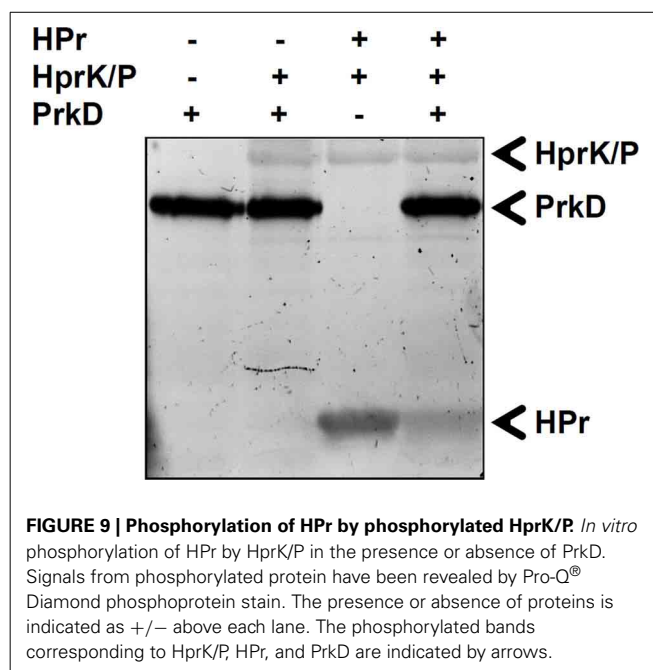 HPr - - + +
HprK/P - + + +
PrkD + + - +
HprK/P
PrkD
HPr
FIGURE 9 | Phosphorylation of HPr by phosphorylated HprK/P. In vitro
phosphorylation of HPr by HprK/P in the presence or absence of PrkD.
Signals from phosphorylated protein have been revealed by Pro-Q®
Diamond phosphoprotein stain. The presence or absence of proteins is
indicated as +/− above each lane. The phosphorylated bands
corresponding to HprK/P, HPr, and PrkD are indicated by arrows.